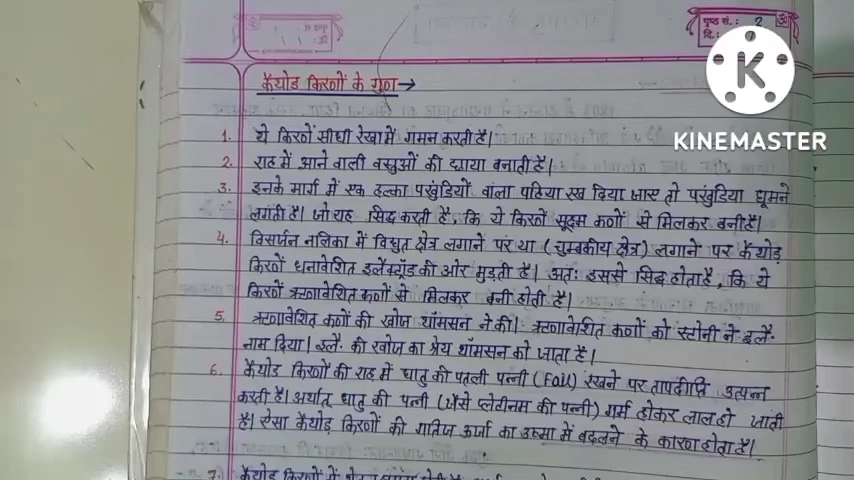 पृष्ठ सं.: 2
दि.:
K
KINEMASTER
कैथोड किरणों के गुण →
1. ये किरणें सीधी रेखा में गमन करती है।
2. राह में आने वाली वस्तुओं की छाया बनाती है।
3. इनके मार्ग में एक हल्का पखुंडियों वाला पहिया रख दिया जाए तो पखुंडिया घूमने
लगती है। जो यह सिद्ध करती है, कि ये किरणें सूक्ष्म कणों से मिलकर बनी है।
4. विसर्जन नलिका में विधुत क्षेत्र लगाने पर या (चुम्बकीय क्षेत्र) लगाने पर कैथोड़
किरणें धनावेशित इलैक्ट्रॉड की ओर मुड़ती है। अतः इससे सिद्ध होता है, कि ये
किरणें ऋणावेशित कणों से मिलकर बनी होती है।
5. ऋणावेशित कणों की खोज थॉमसन ने की। ऋणावेशित कणों को स्टोनी ने इलै.
नाम दिया। इलै. की खोज का श्रेय थॉमसन को जाता है।
6. कैथोड किरणों की राह में धातु की पतली पन्नी (Foil) रखने पर तापदीप्ति उत्पन्न
करती है। अर्थात् धातु की पन्नी (जैसे प्लेटीनम की पन्नी) गर्म होकर लाल हो जाती
है। ऐसा कैथोड़ किरणों की गतिज ऊर्जा का उष्मा में बदलने के कारण होता है।
7. कैथोड किरणों में